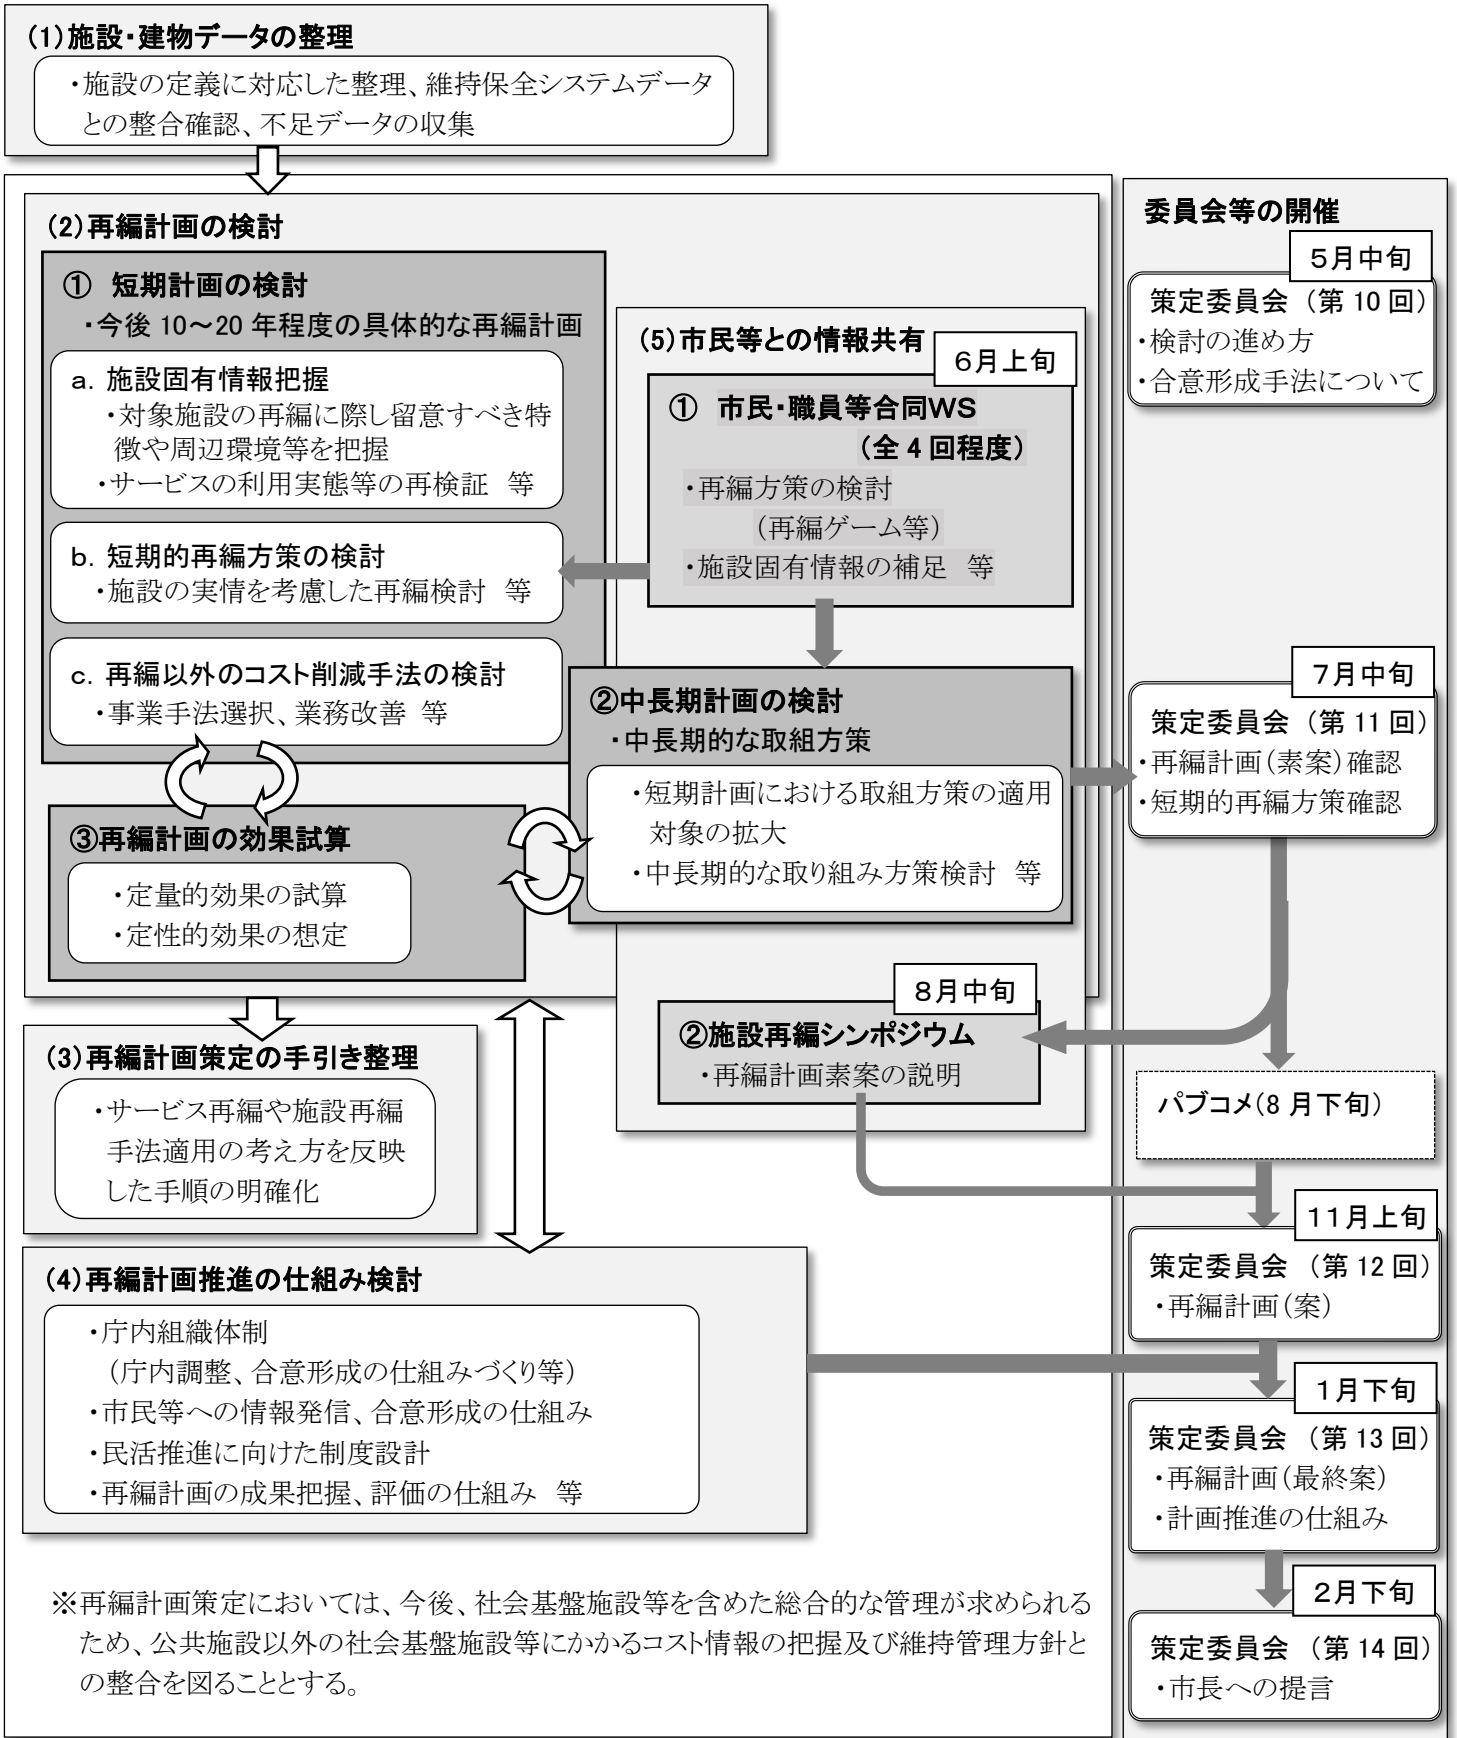 (1)施設・建物データの整理
・施設の定義に対応した整理、維持保全システムデータ
との整合確認、不足データの収集
(2)再編計画の検討
① 短期計画の検討
・今後 10～20 年程度の具体的な再編計画
a. 施設固有情報把握
・対象施設の再編に際し留意すべき特
徴や周辺環境等を把握
・サービスの利用実態等の再検証 等
b. 短期的再編方策の検討
・施設の実情を考慮した再編検討 等
c. 再編以外のコスト削減手法の検討
・事業手法選択、業務改善 等
③再編計画の効果試算
・定量的効果の試算
・定性的効果の想定
(5)市民等との情報共有
6月上旬
① 市民・職員等合同WS
(全 4 回程度)
・再編方策の検討
(再編ゲーム等)
・施設固有情報の補足 等
②中長期計画の検討
・中長期的な取組方策
・短期計画における取組方策の適用
対象の拡大
・中長期的な取り組み方策検討 等
8月中旬
②施設再編シンポジウム
・再編計画素案の説明
(3)再編計画策定の手引き整理
・サービス再編や施設再編
手法適用の考え方を反映
した手順の明確化
(4)再編計画推進の仕組み検討
・庁内組織体制
(庁内調整、合意形成の仕組みづくり等)
・市民等への情報発信、合意形成の仕組み
・民活推進に向けた制度設計
・再編計画の成果把握、評価の仕組み 等
※再編計画策定においては、今後、社会基盤施設等を含めた総合的な管理が求められる
ため、公共施設以外の社会基盤施設等にかかるコスト情報の把握及び維持管理方針と
の整合を図ることとする。
委員会等の開催
5月中旬
策定委員会 (第 10 回)
・検討の進め方
・合意形成手法について
7月中旬
策定委員会 (第 11 回)
・再編計画(素案)確認
・短期的再編方策確認
パブコメ(8 月下旬)
11月上旬
策定委員会 (第 12 回)
・再編計画(案)
1月下旬
策定委員会 (第 13 回)
・再編計画(最終案)
・計画推進の仕組み
2月下旬
策定委員会 (第 14 回)
・市長への提言